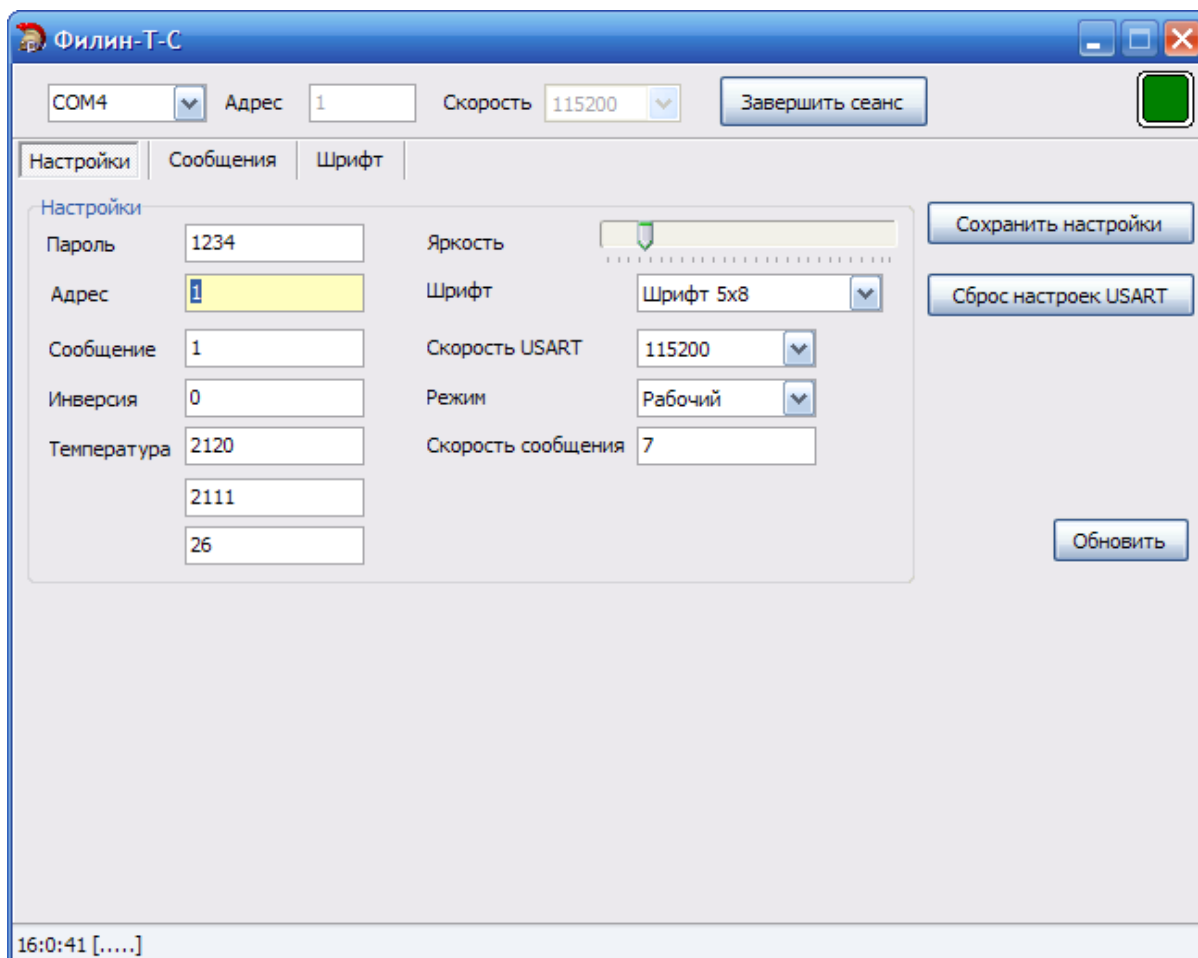 Филин-Т-С
COM4 Адрес 1 Скорость 115200 Завершить сеанс
Настройки Сообщения Шрифт
Настройки
Пароль 1234 Яркость Сохранить настройки
Адрес 1 Шрифт Шрифт 5x8 Сброс настроек USART
Сообщение 1 Скорость USART 115200
Инверсия 0 Режим Рабочий
Температура 2120 Скорость сообщения 7
2111
26 Обновить
16:0:41 [.....]